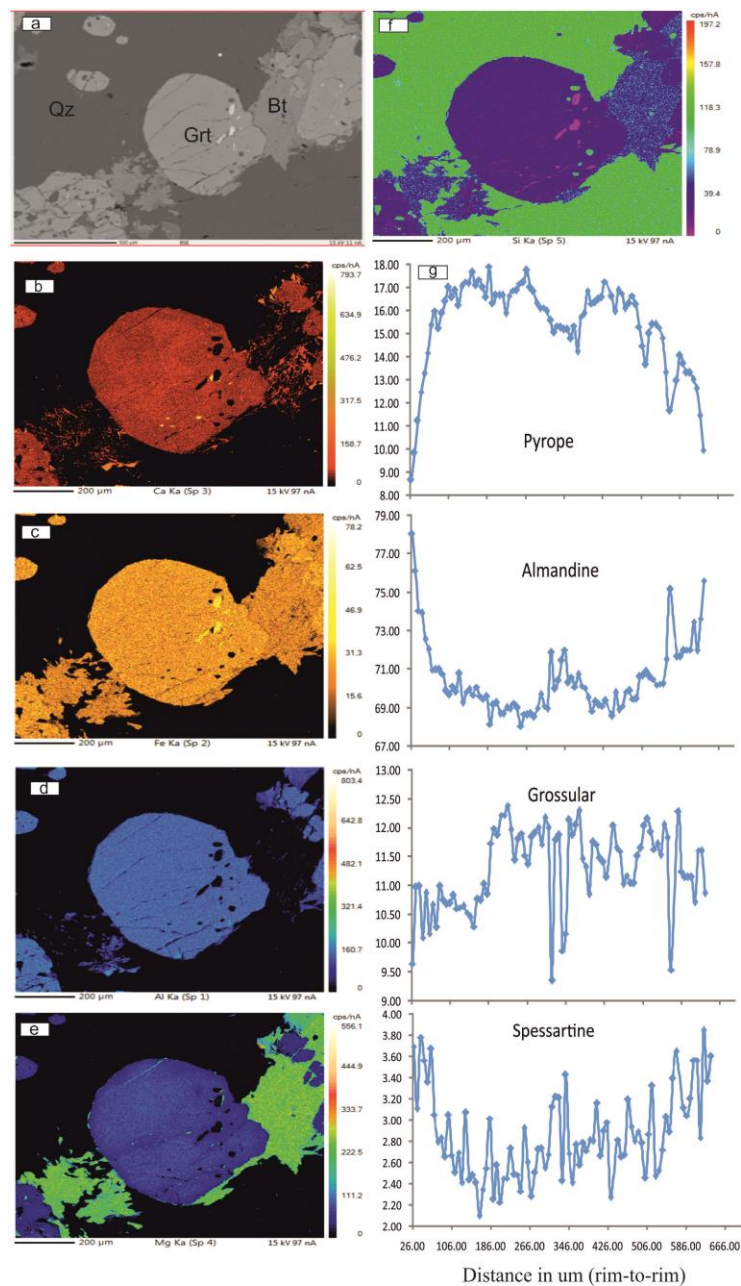 a
Qz
Grt
Bt
BSE
15 kV 11 nA
f
cps/nA
197.2
157.8
118.3
78.9
39.4
0
200 µm
Si Ka (Sp 5)
15 kV 97 nA
b
cps/nA
793.7
634.9
476.2
317.5
158.7
0
200 µm
Ca Ka (Sp 3)
15 kV 97 nA
c
cps/nA
78.2
62.5
46.9
31.3
15.6
0
200 µm
Fe Ka (Sp 2)
15 kV 97 nA
d
cps/nA
803.4
642.8
482.1
321.4
160.7
0
200 µm
Al Ka (Sp 1)
15 kV 97 nA
e
cps/nA
556.1
444.9
333.7
222.5
111.2
0
200 µm
Mg Ka (Sp 4)
15 kV 97 nA
g
18.00
17.00
16.00
15.00
14.00
13.00
12.00
11.00
10.00
9.00
8.00
Pyrope
79.00
77.00
75.00
73.00
71.00
69.00
67.00
Almandine
13.00
12.50
12.00
11.50
11.00
10.50
10.00
9.50
9.00
Grossular
4.00
3.80
3.60
3.40
3.20
3.00
2.80
2.60
2.40
2.20
2.00
Spessartine
26.00 106.00 186.00 266.00 346.00 426.00 506.00 586.00 666.00
Distance in um (rim-to-rim)